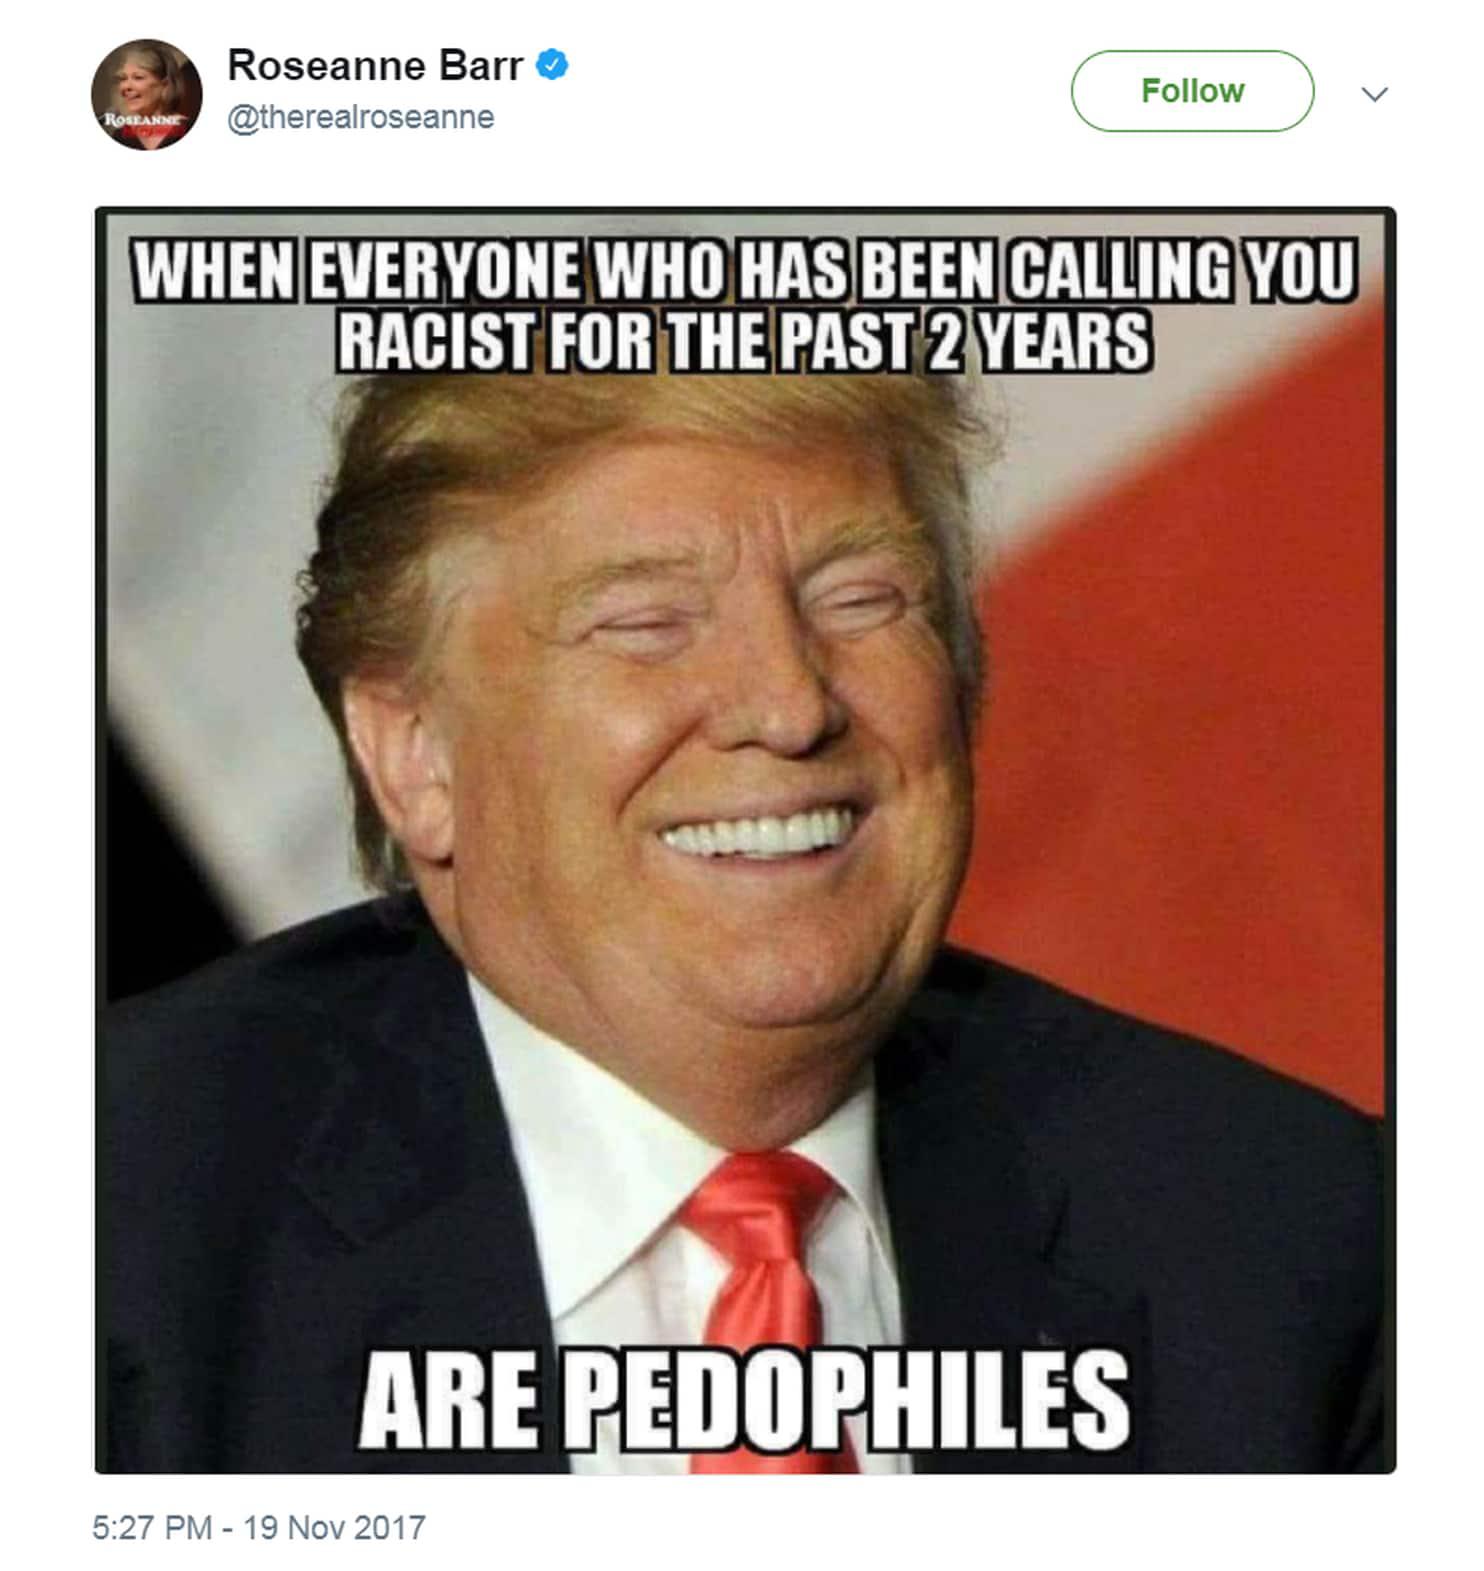 Roseanne Barr
@therealroseanne
Follow
ROSEANNE
WHEN EVERYONE WHO HAS BEEN CALLING YOU
RACIST FOR THE PAST 2 YEARS
ARE PEDOPHILES
5:27 PM - 19 Nov 2017